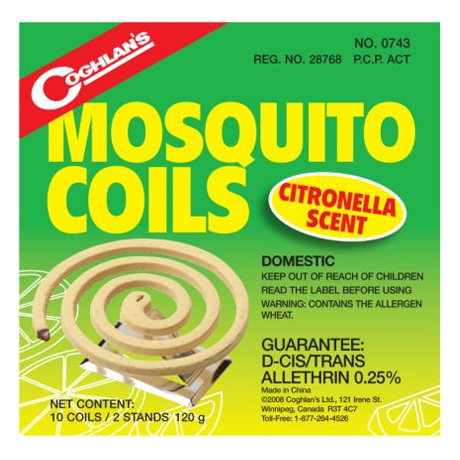 COGHLAN'S
NO. 0743
REG. NO. 28768 P.C.P. ACT
MOSQUITO
COILS
CITRONELLA
SCENT
DOMESTIC
KEEP OUT OF REACH OF CHILDREN
READ THE LABEL BEFORE USING
WARNING: CONTAINS THE ALLERGEN
WHEAT.
GUARANTEE:
D-CIS/TRANS
ALLETHRIN 0.25%
Made in China
©2008 Coghlan's Ltd., 121 Irene St.
Winnipeg, Canada R3T 4C7
Toll-Free: 1-877-264-4526
NET CONTENT:
10 COILS / 2 STANDS 120 g